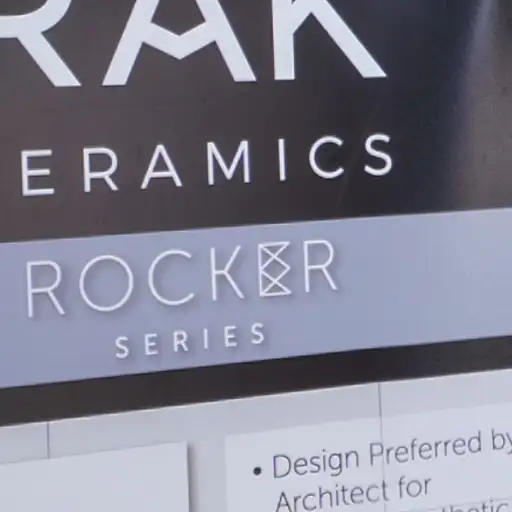 RAK
ERAMICS
ROCKER
SERIES
• Design Preferred by
Architect for